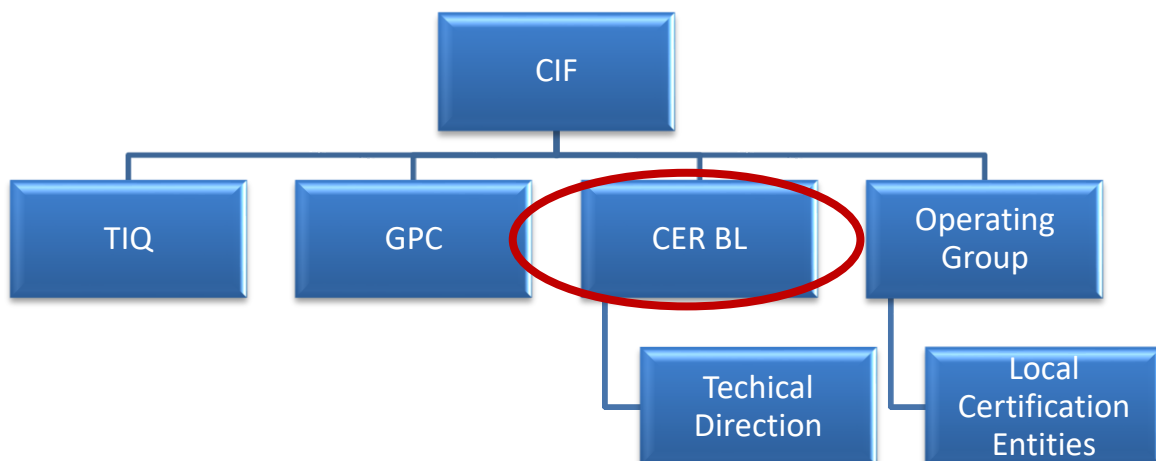 CIF
TIQ
GPC
CER BL
Operating
Group
Techical
Direction
Local
Certification
Entities